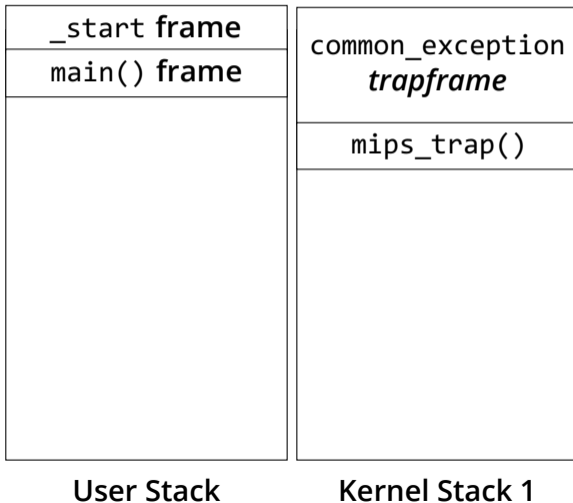 _start frame
main() frame
common_exception
trapframe
mips_trap()
User Stack
Kernel Stack 1